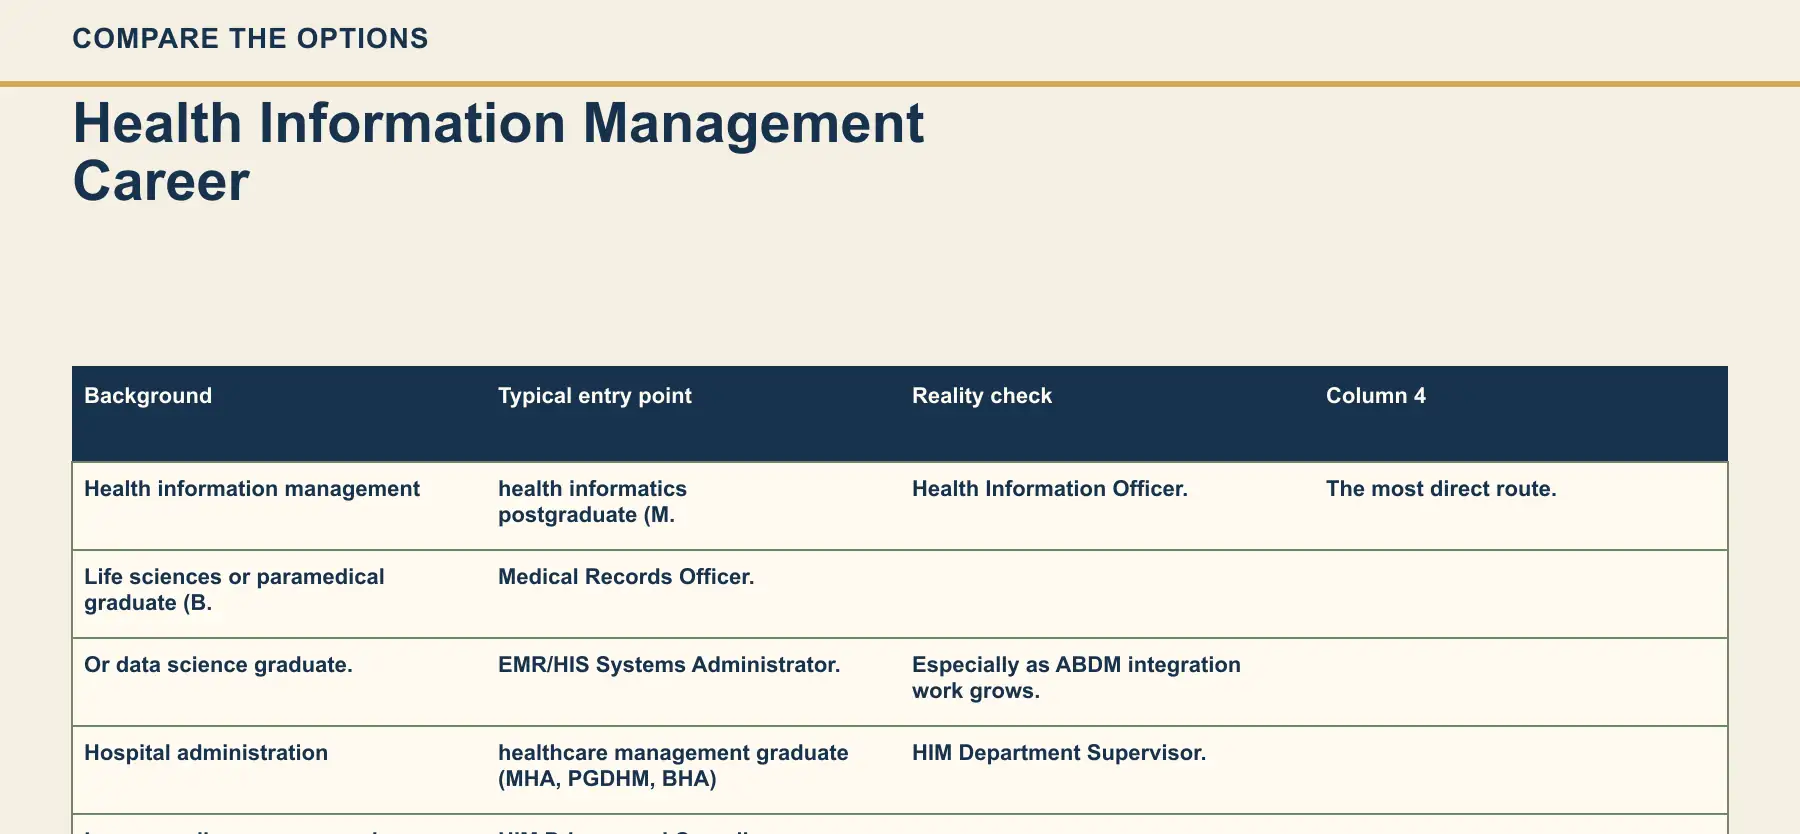 COMPARE THE OPTIONS
Health Information Management
Career
Background
Typical entry point
Reality check
Column 4
Health information management
health informatics
postgraduate (M.
Health Information Officer.
The most direct route.
Life sciences or paramedical
graduate (B.
Medical Records Officer.
Or data science graduate.
EMR/HIS Systems Administrator.
Especially as ABDM integration
work grows.
Hospital administration
healthcare management graduate
(MHA, PGDHM, BHA)
HIM Department Supervisor.